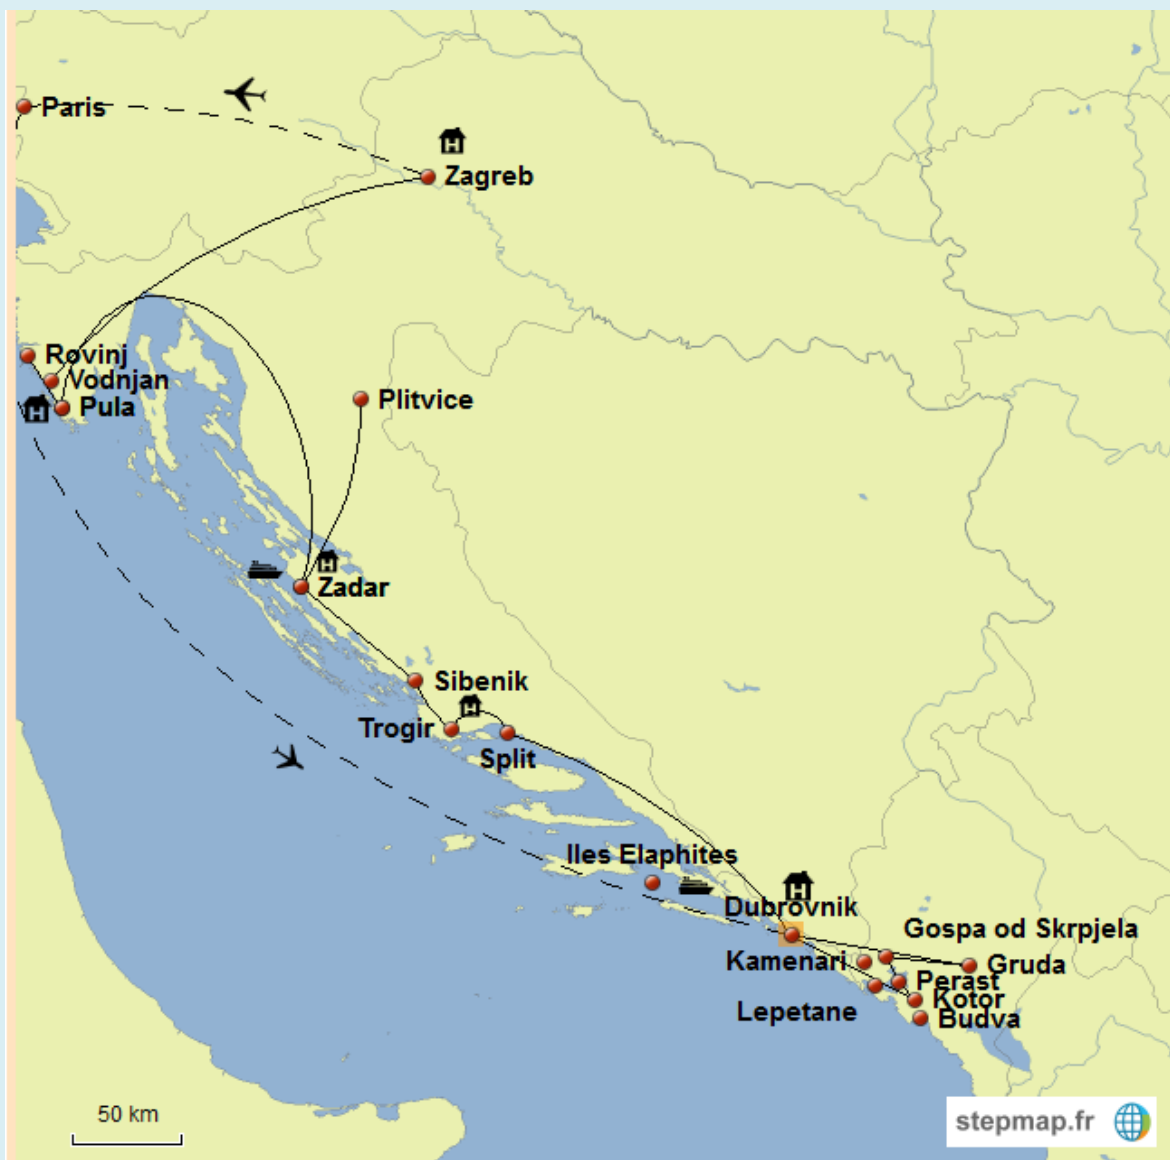 Paris
Zagreb
Rovinj
Vodnjan
Pula
Plitvice
Zadar
Sibenik
Trogir
Split
Iles Elaphites
Dubrovnik
Gospa od Skrpjela
Kamenari
Gruda
Perast
Kotor
Lepetane
Budva
50 km
stepmap.fr